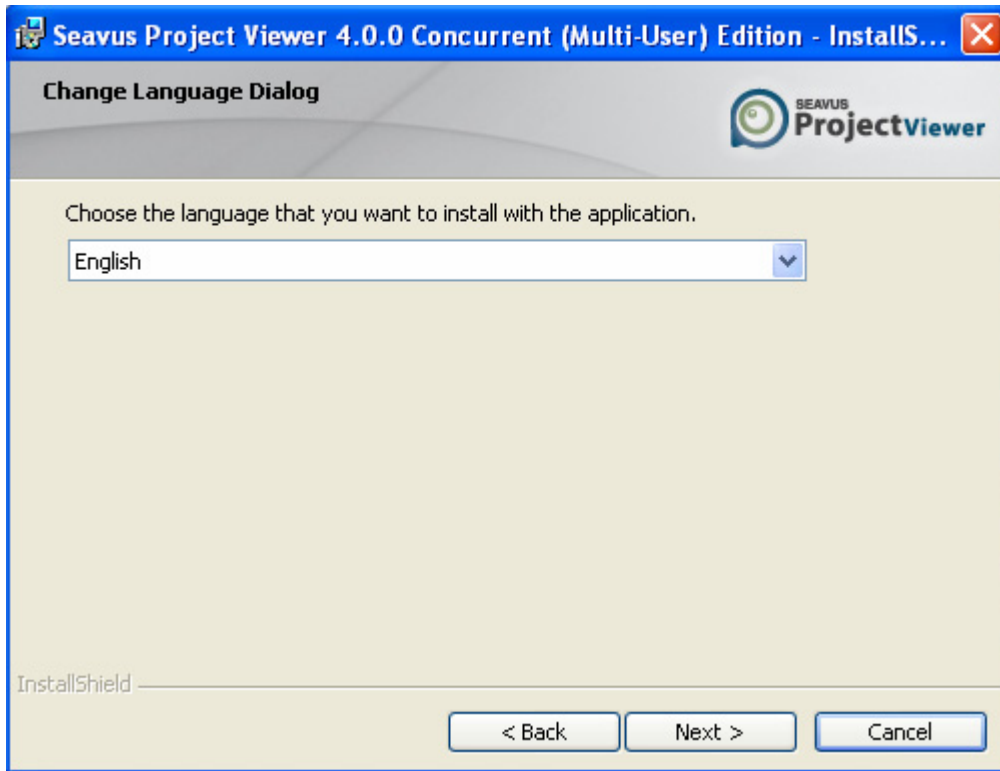 Seavus Project Viewer 4.0.0 Concurrent (Multi-User) Edition - InstallS...
Change Language Dialog
SEAVUS
ProjectViewer
Choose the language that you want to install with the application.
English
InstallShield
< Back
Next >
Cancel